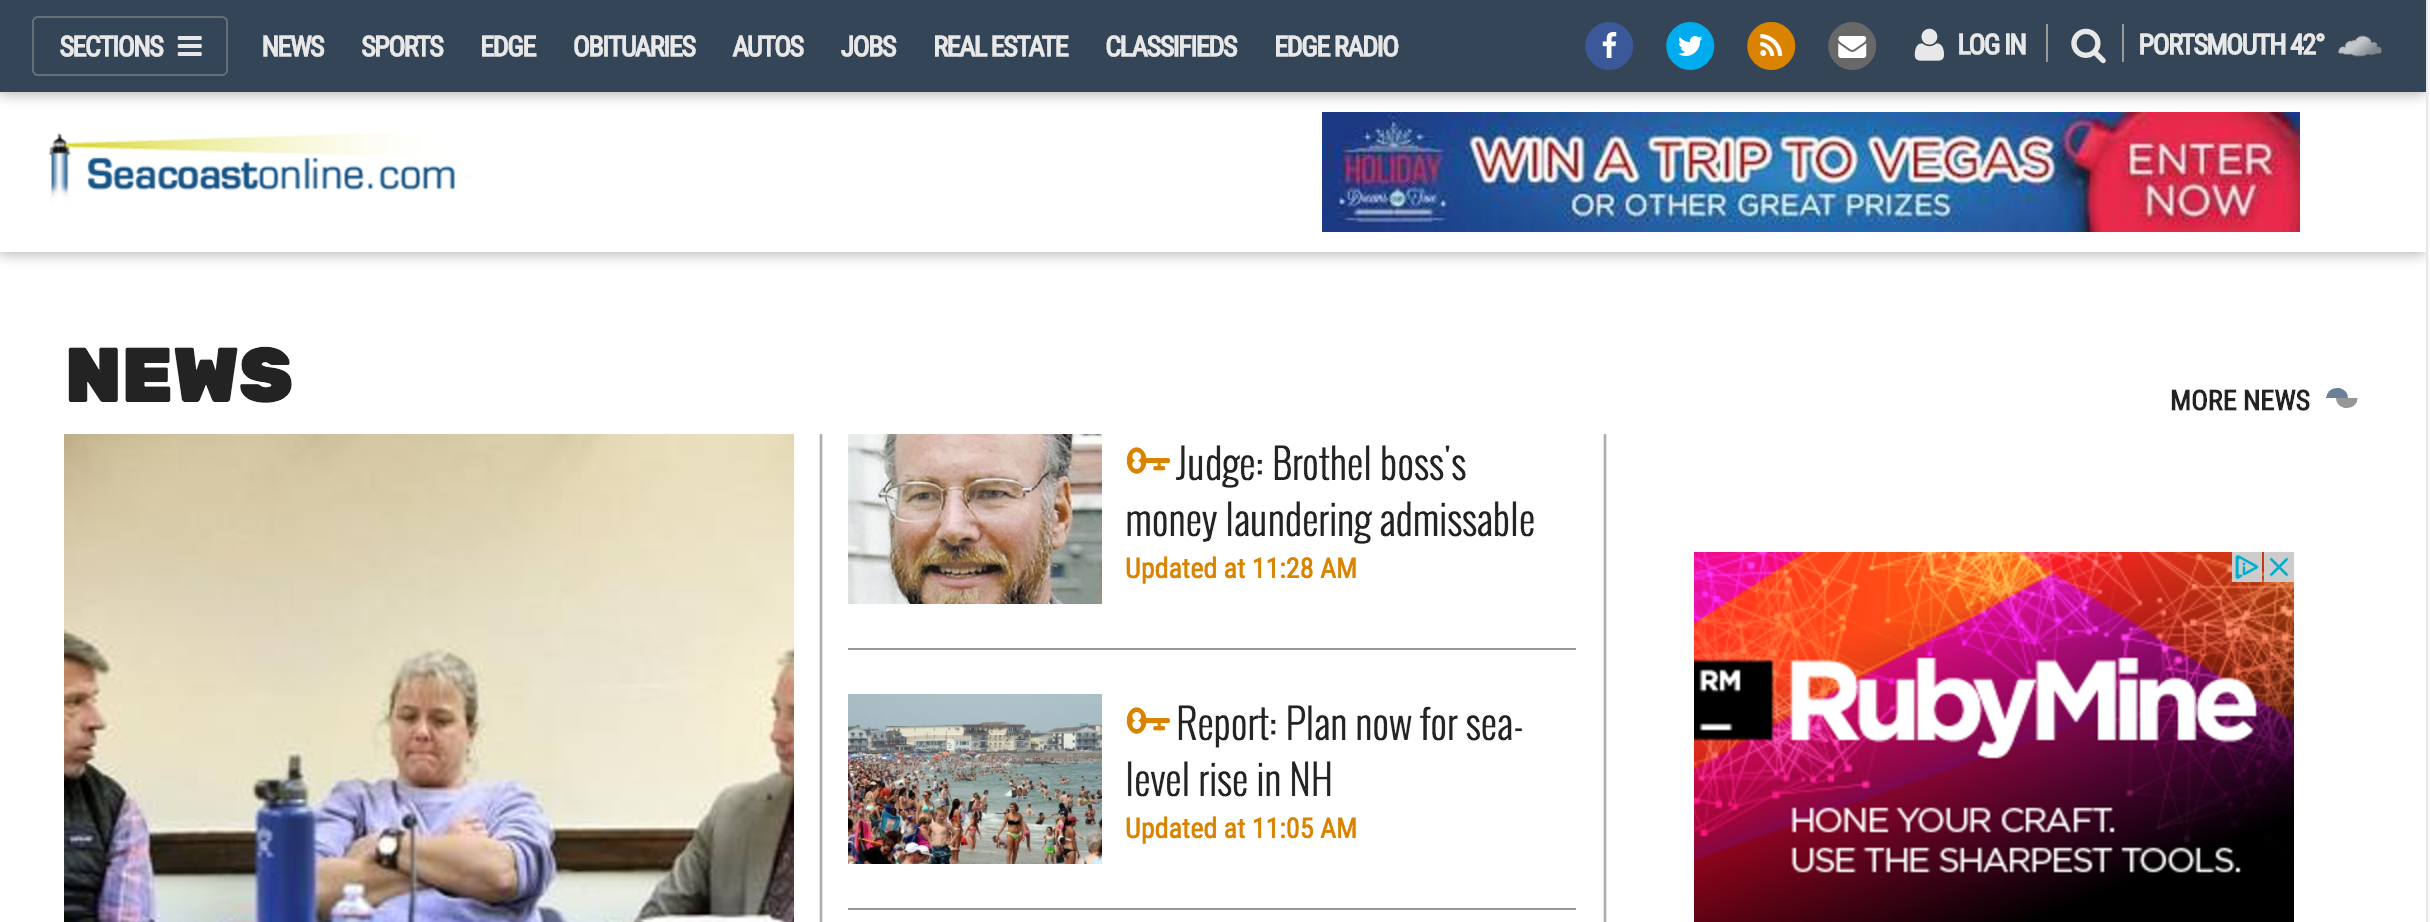 SECTIONS NEWS SPORTS EDGE OBITUARIES AUTOS JOBS REAL ESTATE CLASSIFIEDS EDGE RADIO LOG IN PORTSMOUTH 42°
Seacoastonline.com
HOLIDAY
WIN A TRIP TO VEGAS
OR OTHER GREAT PRIZES
ENTER
NOW
NEWS
MORE NEWS
Judge: Brothel boss's
money laundering admissable
Updated at 11:28 AM
Report: Plan now for sea-
level rise in NH
Updated at 11:05 AM
RM
RubyMine
HONE YOUR CRAFT.
USE THE SHARPEST TOOLS.